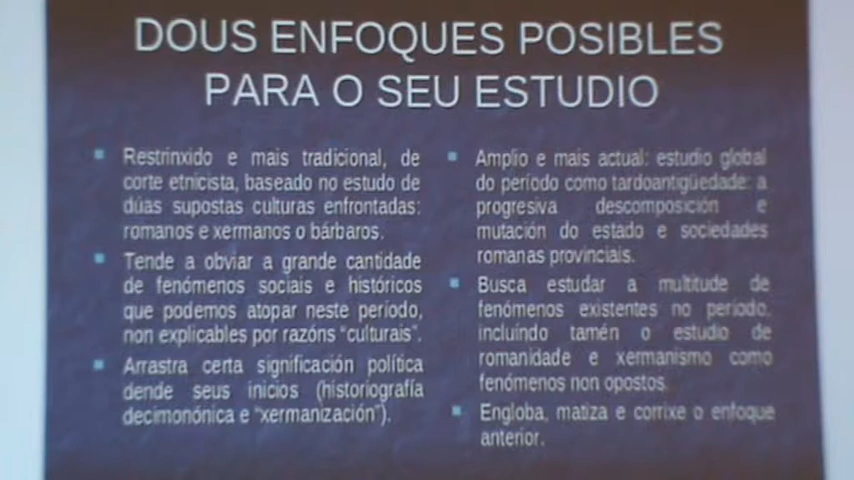 DOUS ENFOQUES POSIBLES
PARA O SEU ESTUDIO
Restrinxido e mais tradicional, de
corte etnicista, baseado no estudo de
dúas supostas culturas enfrontadas:
romanos e xermanos o bárbaros.
Tende a obviar a grande cantidade
de fenómenos sociais e históricos
que podemos atopar neste período,
non explicables por razóns “culturais”.
Arrastra certa significación política
dende seus inicios (historiografía
decimonónica e “xermanización”).
Amplio e mais actual: estudio global
do período como tardoantigüedade: a
progresiva descomposición e
mutación do estado e sociedades
romanas provinciais.
Busca estudar a multitude de
fenómenos existentes no período,
incluindo tamén o estudio de
romanidade e xermanismo como
fenómenos non opostos.
Engloba, matiza e corrixe o enfoque
anterior.